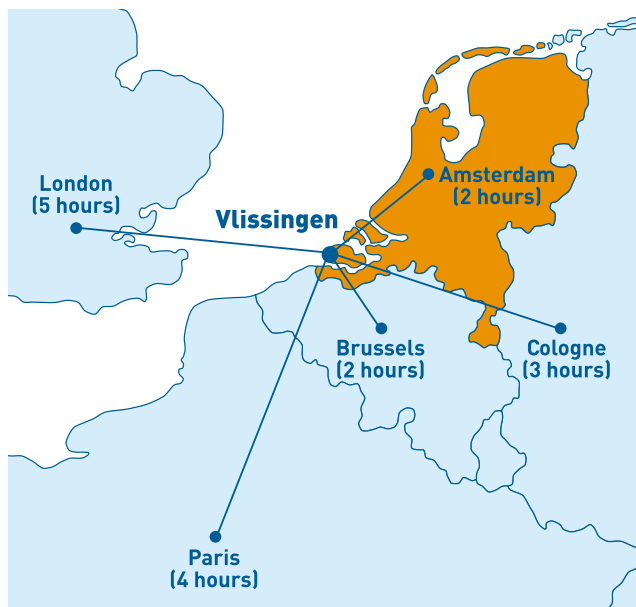 London
(5 hours)
Vlissingen
Amsterdam
(2 hours)
Brussels
(2 hours)
Cologne
(3 hours)
Paris
(4 hours)